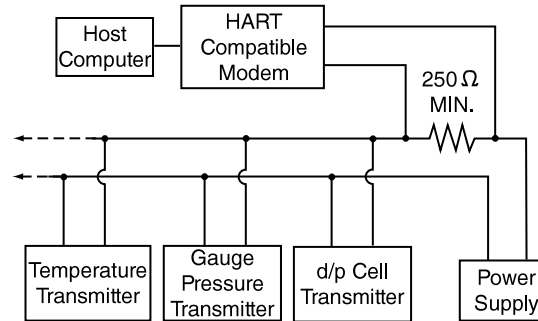 Host
Computer
HART
Compatible
Modem
250 Ω
MIN.
Temperature
Transmitter
Gauge
Pressure
Transmitter
d/p Cell
Transmitter
Power
Supply